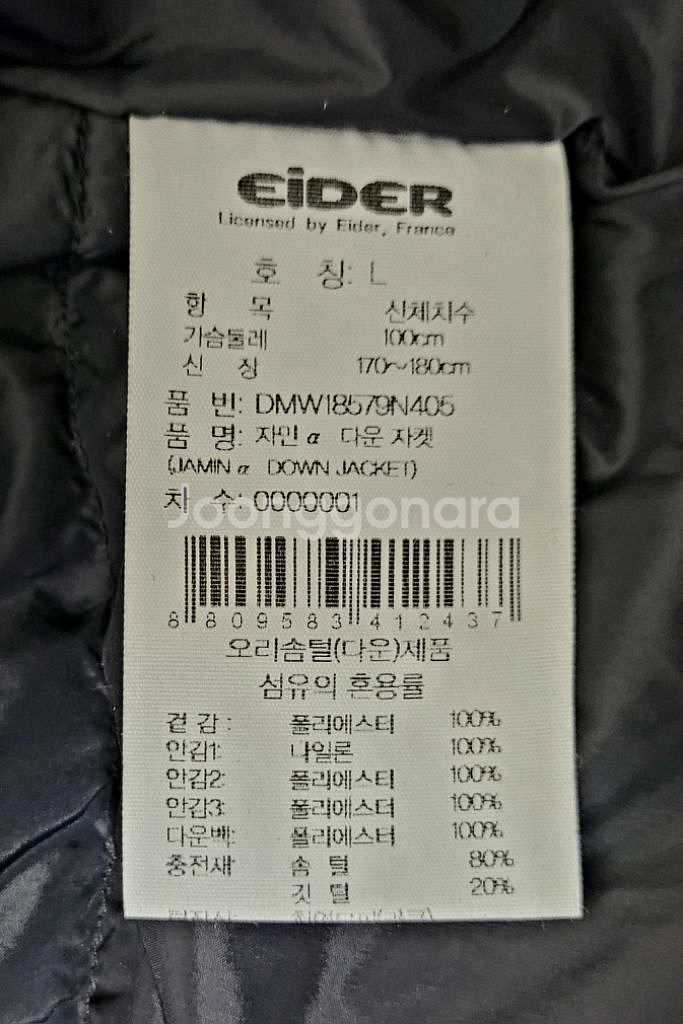 EiDER
Licensed by Eider, France
호 칭: L
항 목 신체치수
가슴둘레 100cm
신 장 170~180cm
품 번: DMW18579N405
품 명: 자민 α 다운 자켓
(JAMIN α DOWN JACKET)
차 수: 0000001
Joonggonara
8 809583 412437
오리솜털(다운)제품
섬유의 혼용률
겉감: 폴리에스터 100%
안감1: 나일론 100%
안감2: 폴리에스터 100%
안감3: 폴리에스터 100%
다운백: 폴리에스터 100%
충전재: 솜 털 80%
깃 털 20%